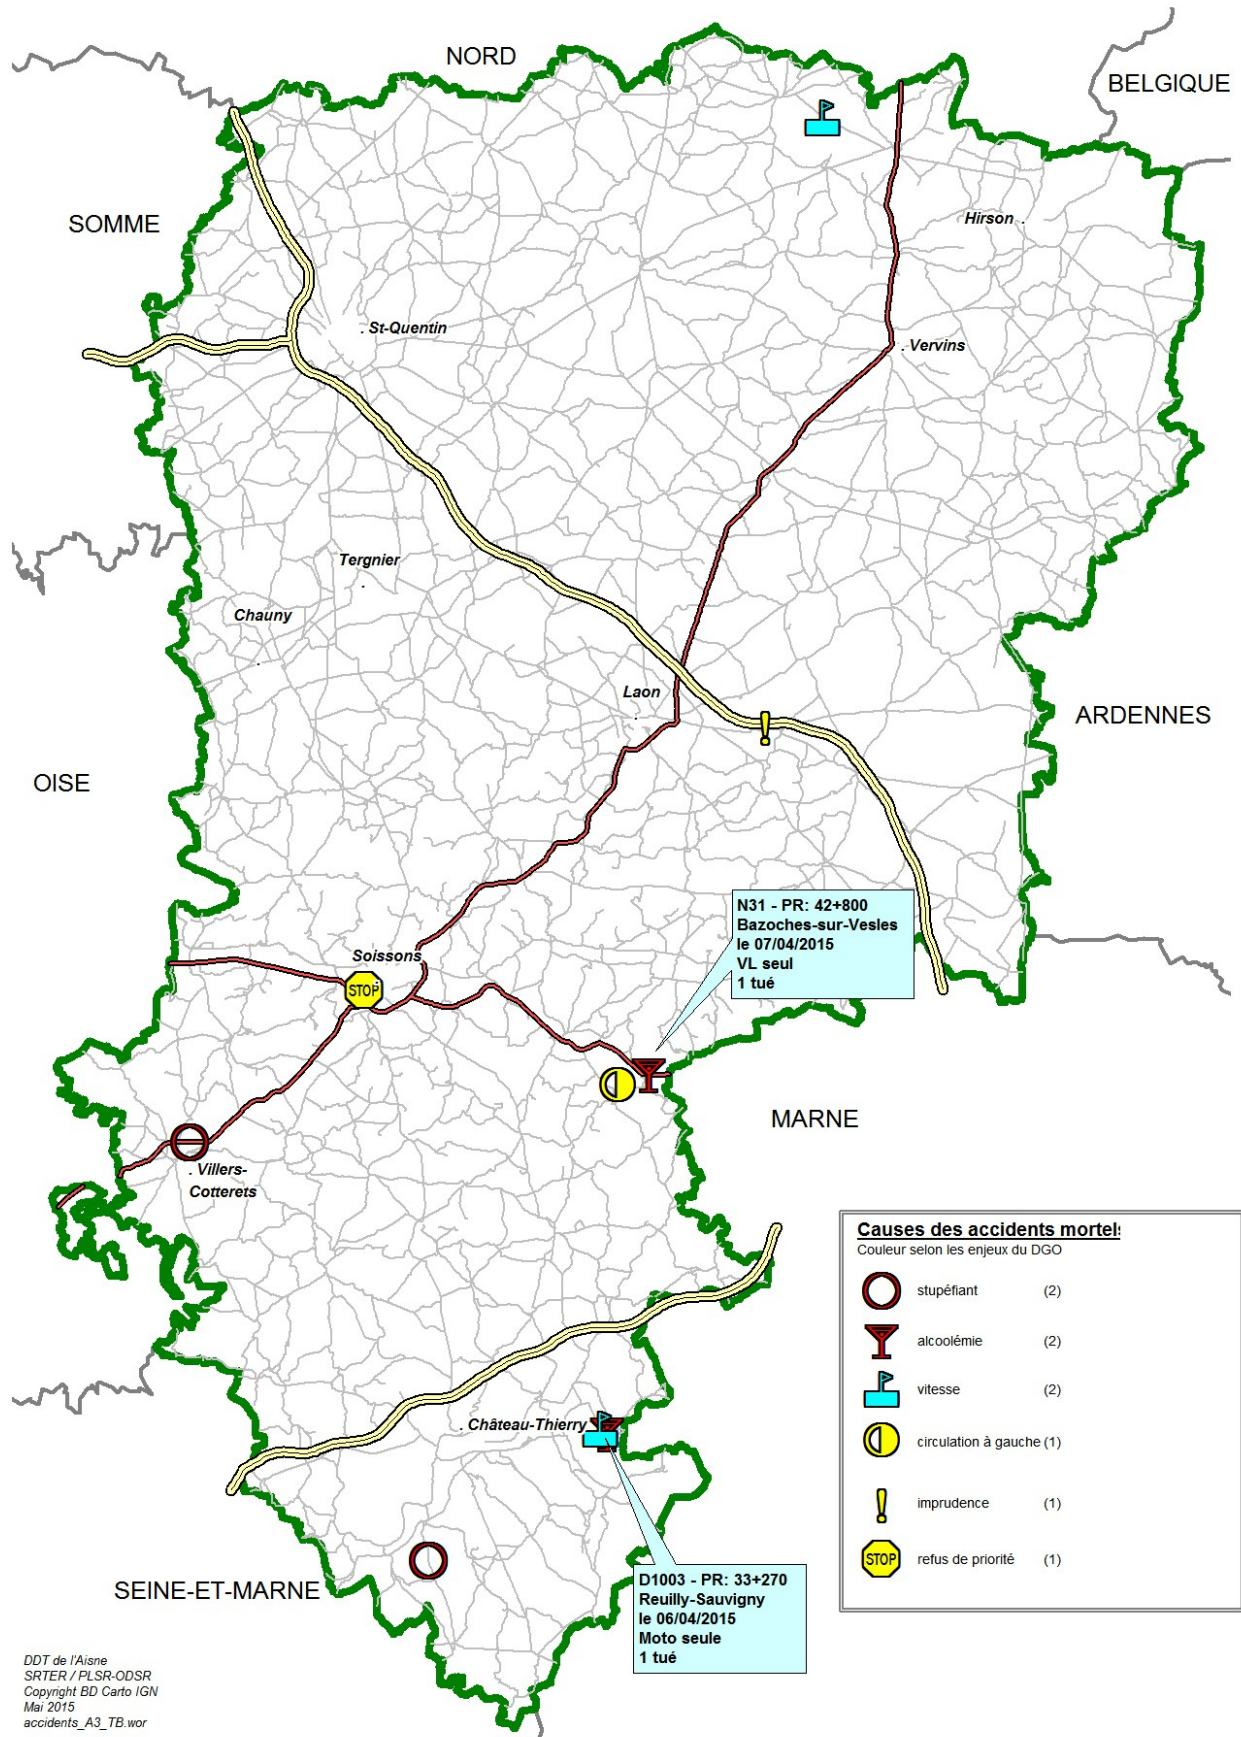 NORD
BELGIQUE
SOMME
Hirson
St-Quentin
Vervins
Tergnier
Chauny
Laon
ARDENNES
OISE
N31 - PR: 42+800
Bazoches-sur-Vesles
le 07/04/2015
VL seul
1 tué
Soissons
STOP
MARNE
Villers-
Cotterets
Causes des accidents mortels
Couleur selon les enjeux du DGO
stupéfiant (2)
alcoolémie (2)
vitesse (2)
circulation à gauche (1)
imprudence (1)
STOP refus de priorité (1)
Château-Thierry
D1003 - PR: 33+270
Reuilly-Sauvigny
le 06/04/2015
Moto seule
1 tué
SEINE-ET-MARNE
DDT de l'Aisne
SRTER / PLSR-ODSR
Copyright BD Carto IGN
Mai 2015
accidents_A3_TB.wor